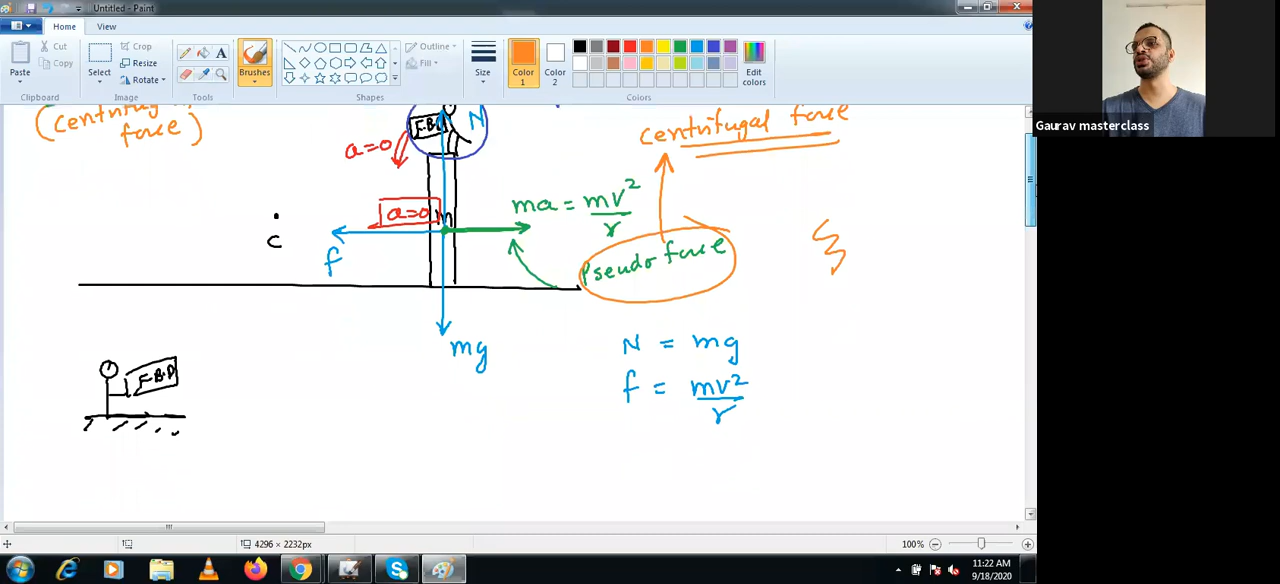 Untitled - Paint
Home
View
Paste
Cut
Copy
Clipboard
Select
Crop
Resize
Rotate
Image
A
Tools
Brushes
Outline
Fill
Shapes
Size
Color 1
Color 2
Edit colors
Colors
Gaurav masterclass
(centrifugal
force)
F.B.D
N
a=0
centrifugal force
a=0
m
ma = mv²/r
c
f
Pseudo force
mg
N = mg
f = mv²/r
F.B.D
4296 × 2232px
100%
11:22 AM
9/18/2020